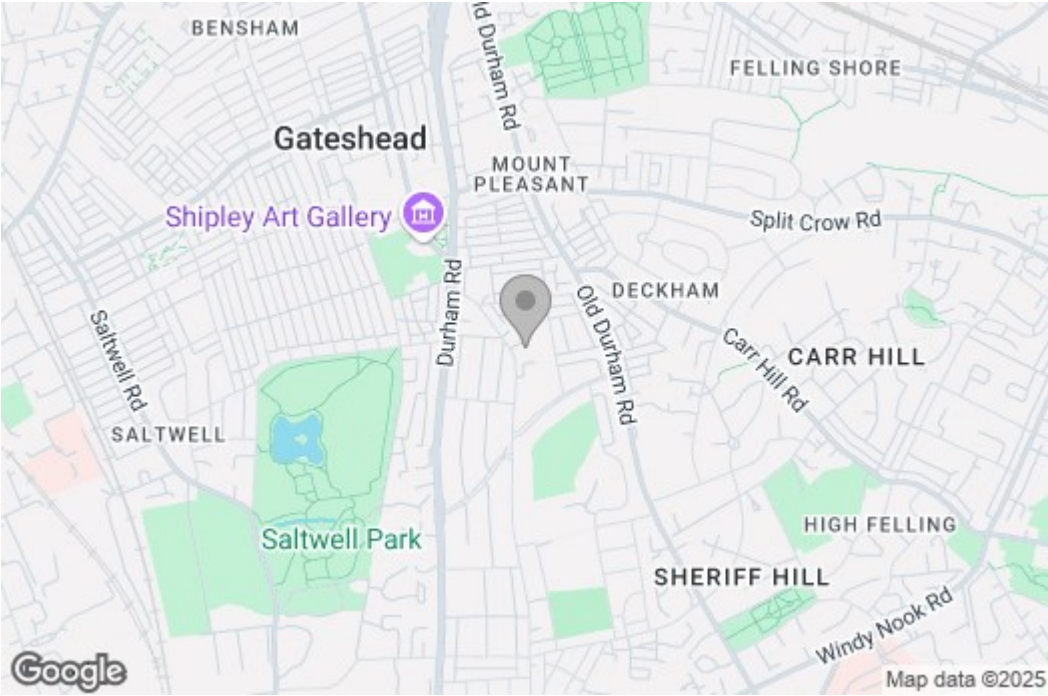 BENSHAM
ld Durham Rd
FELLING SHORE
Gateshead
MOUNT
PLEASANT
Shipley Art Gallery
Split Crow Rd
Durham Rd
DECKHAM
Old Durham Rd
Saltwell Rd
Carr Hill Rd
CARR HILL
SALTWELL
HIGH FELLING
Saltwell Park
SHERIFF HILL
Windy Nook Rd
Google
Map data ©2025